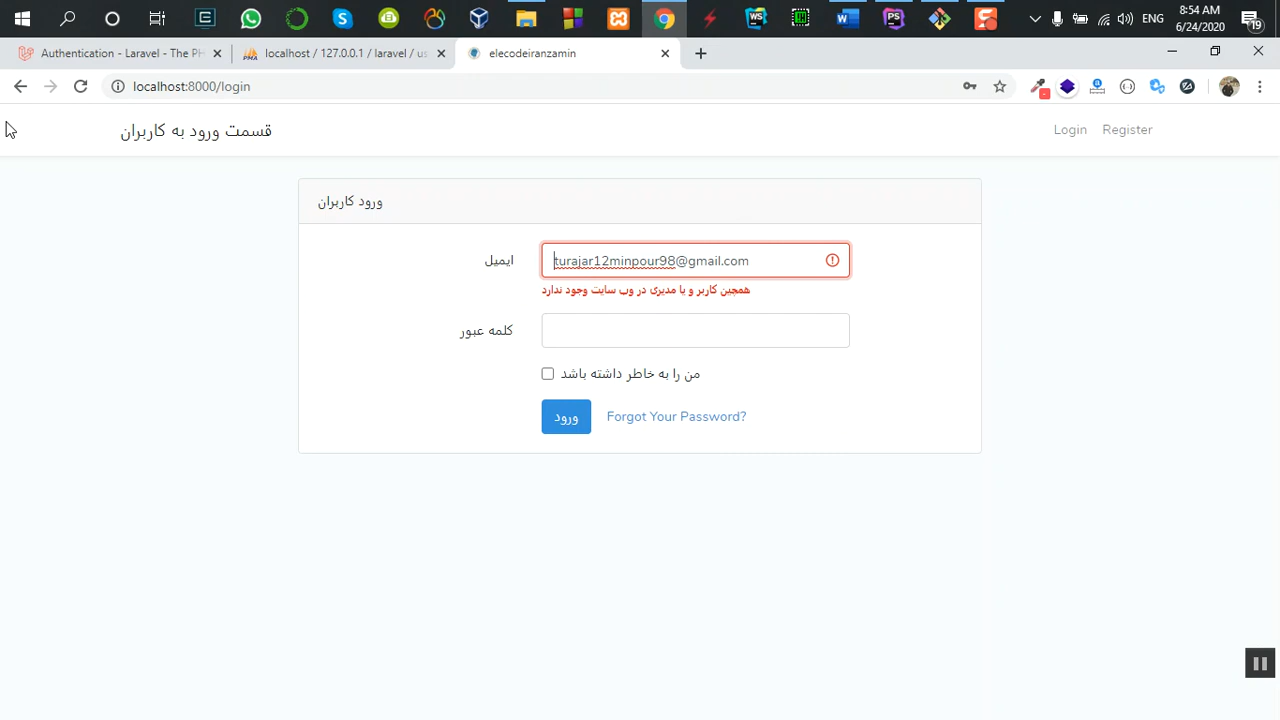 ENG
8:54 AM
6/24/2020
19
Authentication - Laravel - The PH
localhost / 127.0.0.1 / laravel / us
elecodeiranzamin
localhost:8000/login
قسمت ورود به کاربران
Login
Register
ورود کاربران
ایمیل
turajar12minpour98@gmail.com
همچین کاربر و یا مدیری در وب سایت وجود ندارد
کلمه عبور
من را به خاطر داشته باشد
ورود
Forgot Your Password?